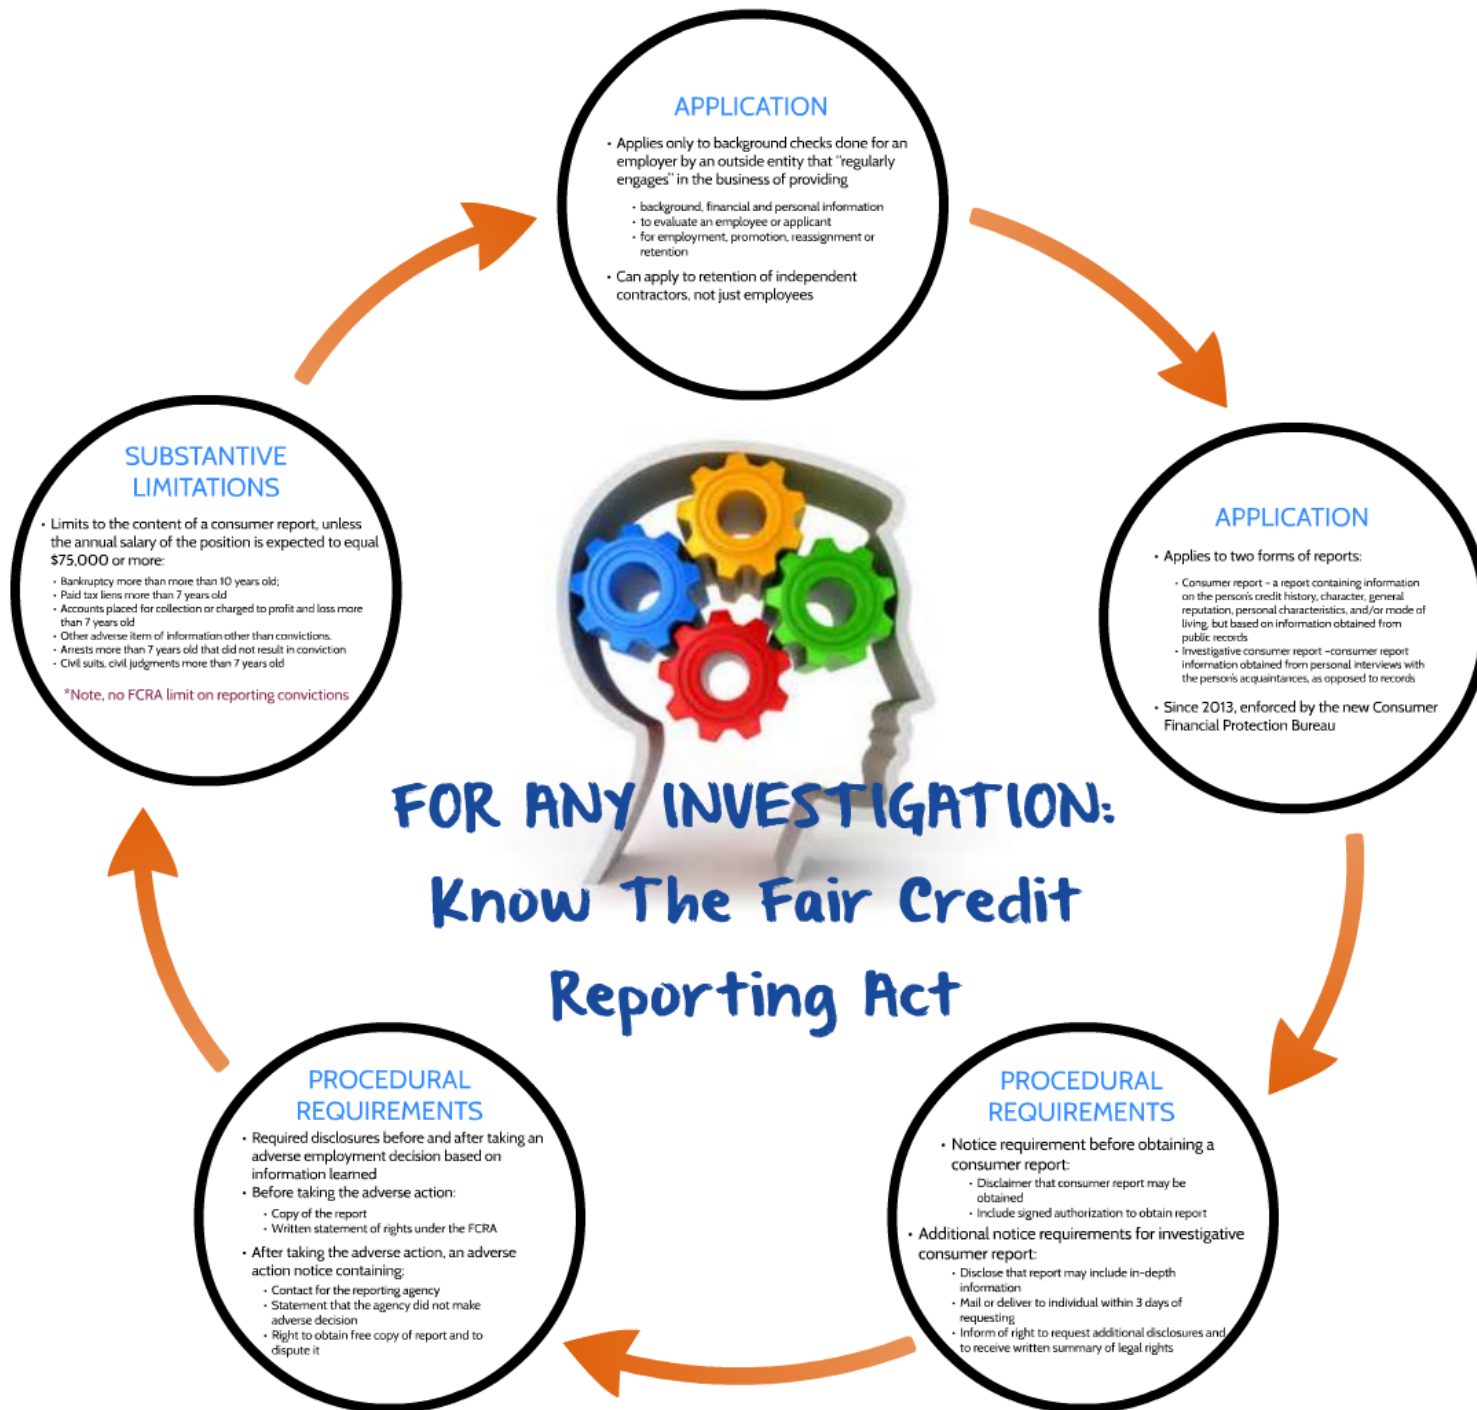 APPLICATION
• Applies only to background checks done for an
employer by an outside entity that "regularly
engages" in the business of providing
• background, financial and personal information
• to evaluate an employee or applicant
• for employment, promotion, reassignment or
retention
• Can apply to retention of independent
contractors, not just employees
APPLICATION
• Applies to two forms of reports:
• Consumer report – a report containing information
on the person's credit history, character, general
reputation, personal characteristics, and/or mode of
living, but based on information obtained from
public records
• Investigative consumer report –consumer report
information obtained from personal interviews with
the person's acquaintances, as opposed to records
• Since 2013, enforced by the new Consumer
Financial Protection Bureau
PROCEDURAL
REQUIREMENTS
• Notice requirement before obtaining a
consumer report:
• Disclaimer that consumer report may be
obtained
• Include signed authorization to obtain report
• Additional notice requirements for investigative
consumer report:
• Disclose that report may include in-depth
information
• Mail or deliver to individual within 3 days of
requesting
• Inform of right to request additional disclosures and
to receive written summary of legal rights
PROCEDURAL
REQUIREMENTS
• Required disclosures before and after taking an
adverse employment decision based on
information learned
• Before taking the adverse action:
• Copy of the report
• Written statement of rights under the FCRA
• After taking the adverse action, an adverse
action notice containing:
• Contact for the reporting agency
• Statement that the agency did not make
adverse decision
• Right to obtain free copy of report and to
dispute it
SUBSTANTIVE
LIMITATIONS
• Limits to the content of a consumer report, unless
the annual salary of the position is expected to equal
$75,000 or more:
• Bankruptcy more than more than 10 years old;
• Paid tax liens more than 7 years old
• Accounts placed for collection or charged to profit and loss more
than 7 years old
• Other adverse item of information other than convictions.
• Arrests more than 7 years old that did not result in conviction
• Civil suits, civil judgments more than 7 years old
*Note, no FCRA limit on reporting convictions
FOR ANY INVESTIGATION:
Know The Fair Credit
Reporting Act